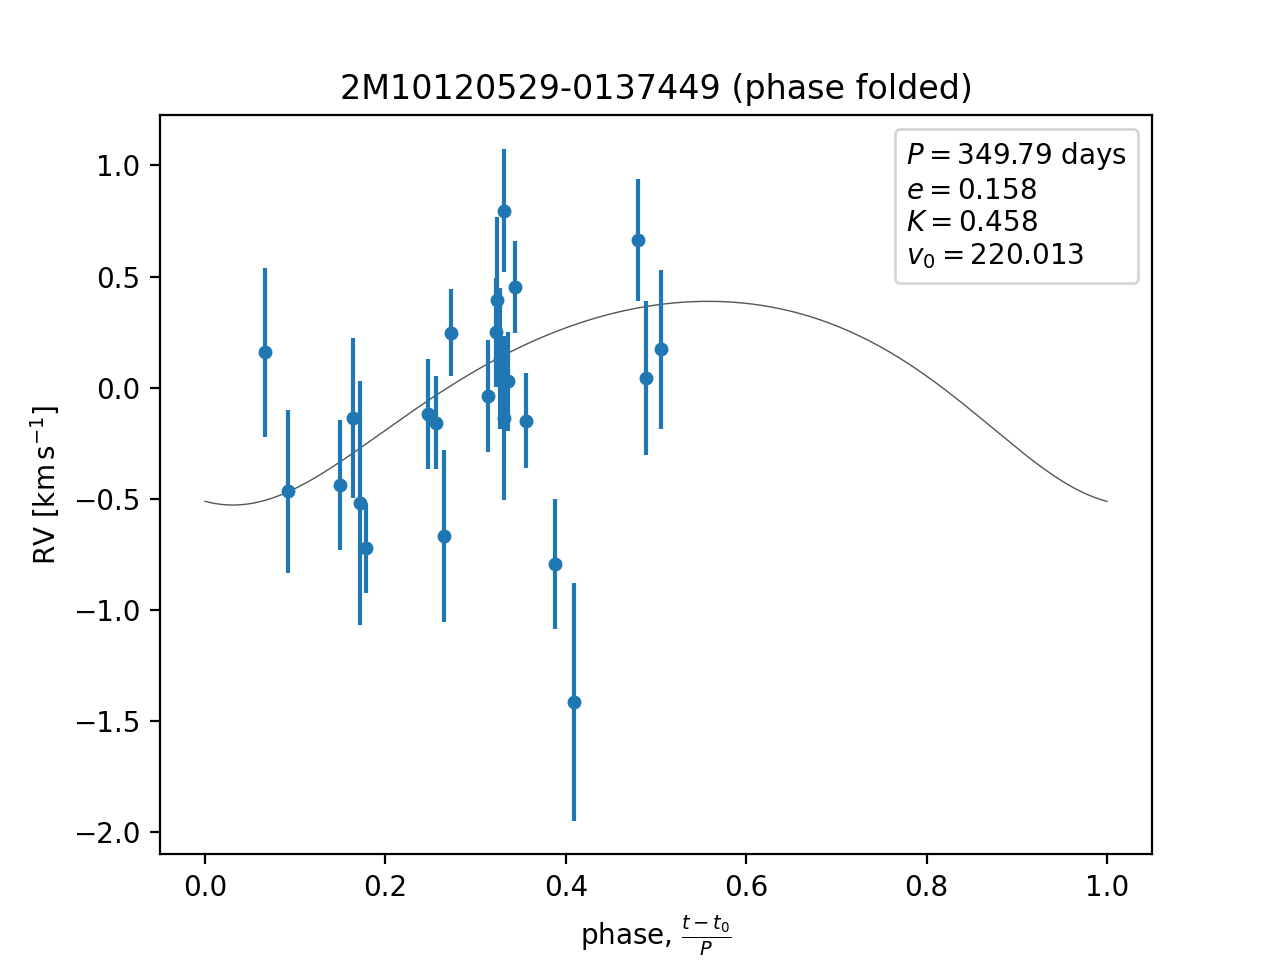 2M10120529-0137449 (phase folded)
P = 349.79 days
e = 0.158
K = 0.458
v₀ = 220.013
1.0
0.5
0.0
−0.5
−1.0
−1.5
−2.0
RV [km s⁻¹]
0.0 0.2 0.4 0.6 0.8 1.0
phase, (t − t₀)/P